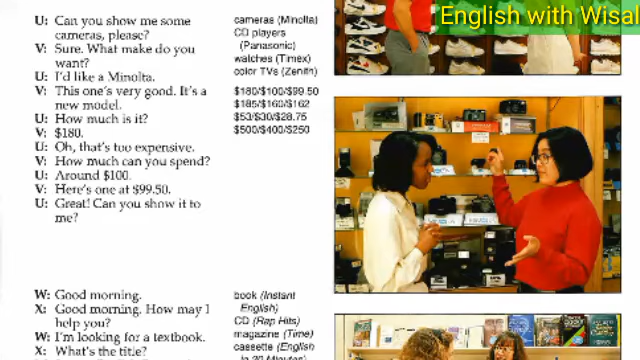 English with Wisal
U: Can you show me some
cameras, please?
V: Sure. What make do you
want?
U: I'd like a Minolta.
V: This one's very good. It's a
new model.
U: How much is it?
V: $180.
U: Oh, that's too expensive.
V: How much can you spend?
U: Around $100.
V: Here's one at $99.50.
U: Great! Can you show it to
me?
cameras (Minolta)
CD players
(Panasonic)
watches (Timex)
color TVs (Zenith)
$180/$100/$99.50
$185/$160/$162
$53/$30/$28.75
$500/$400/$250
W: Good morning.
X: Good morning. How may I
help you?
W: I'm looking for a textbook.
X: What's the title?
book (Instant
English)
CD (Rap Hits)
magazine (Time)
cassette (English
in 30 Minutes)